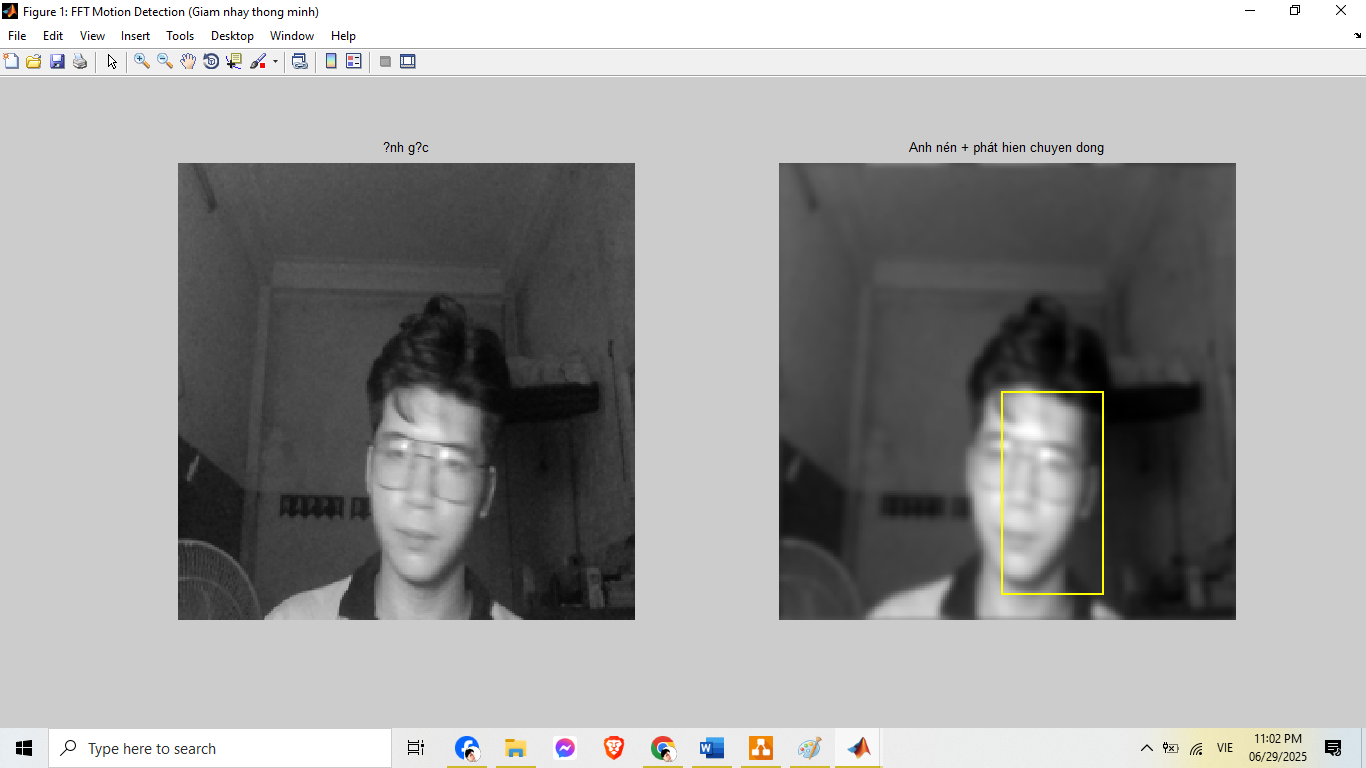 Figure 1: FFT Motion Detection (Giam nhay thong minh)
File Edit View Insert Tools Desktop Window Help
?nh g?c
Anh nén + phát hien chuyen dong
Type here to search
VIE
11:02 PM
06/29/2025